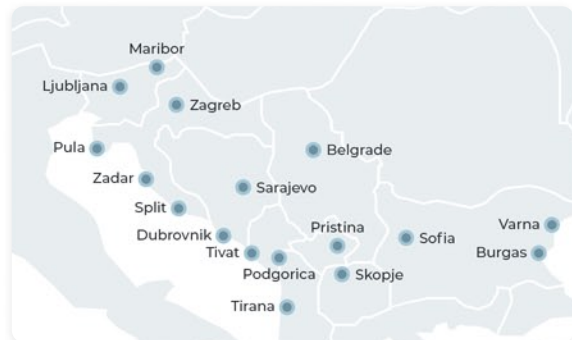 Maribor
Ljubljana
Zagreb
Pula
Belgrade
Zadar
Sarajevo
Split
Dubrovnik
Pristina
Sofia
Varna
Tivat
Burgas
Podgorica
Skopje
Tirana